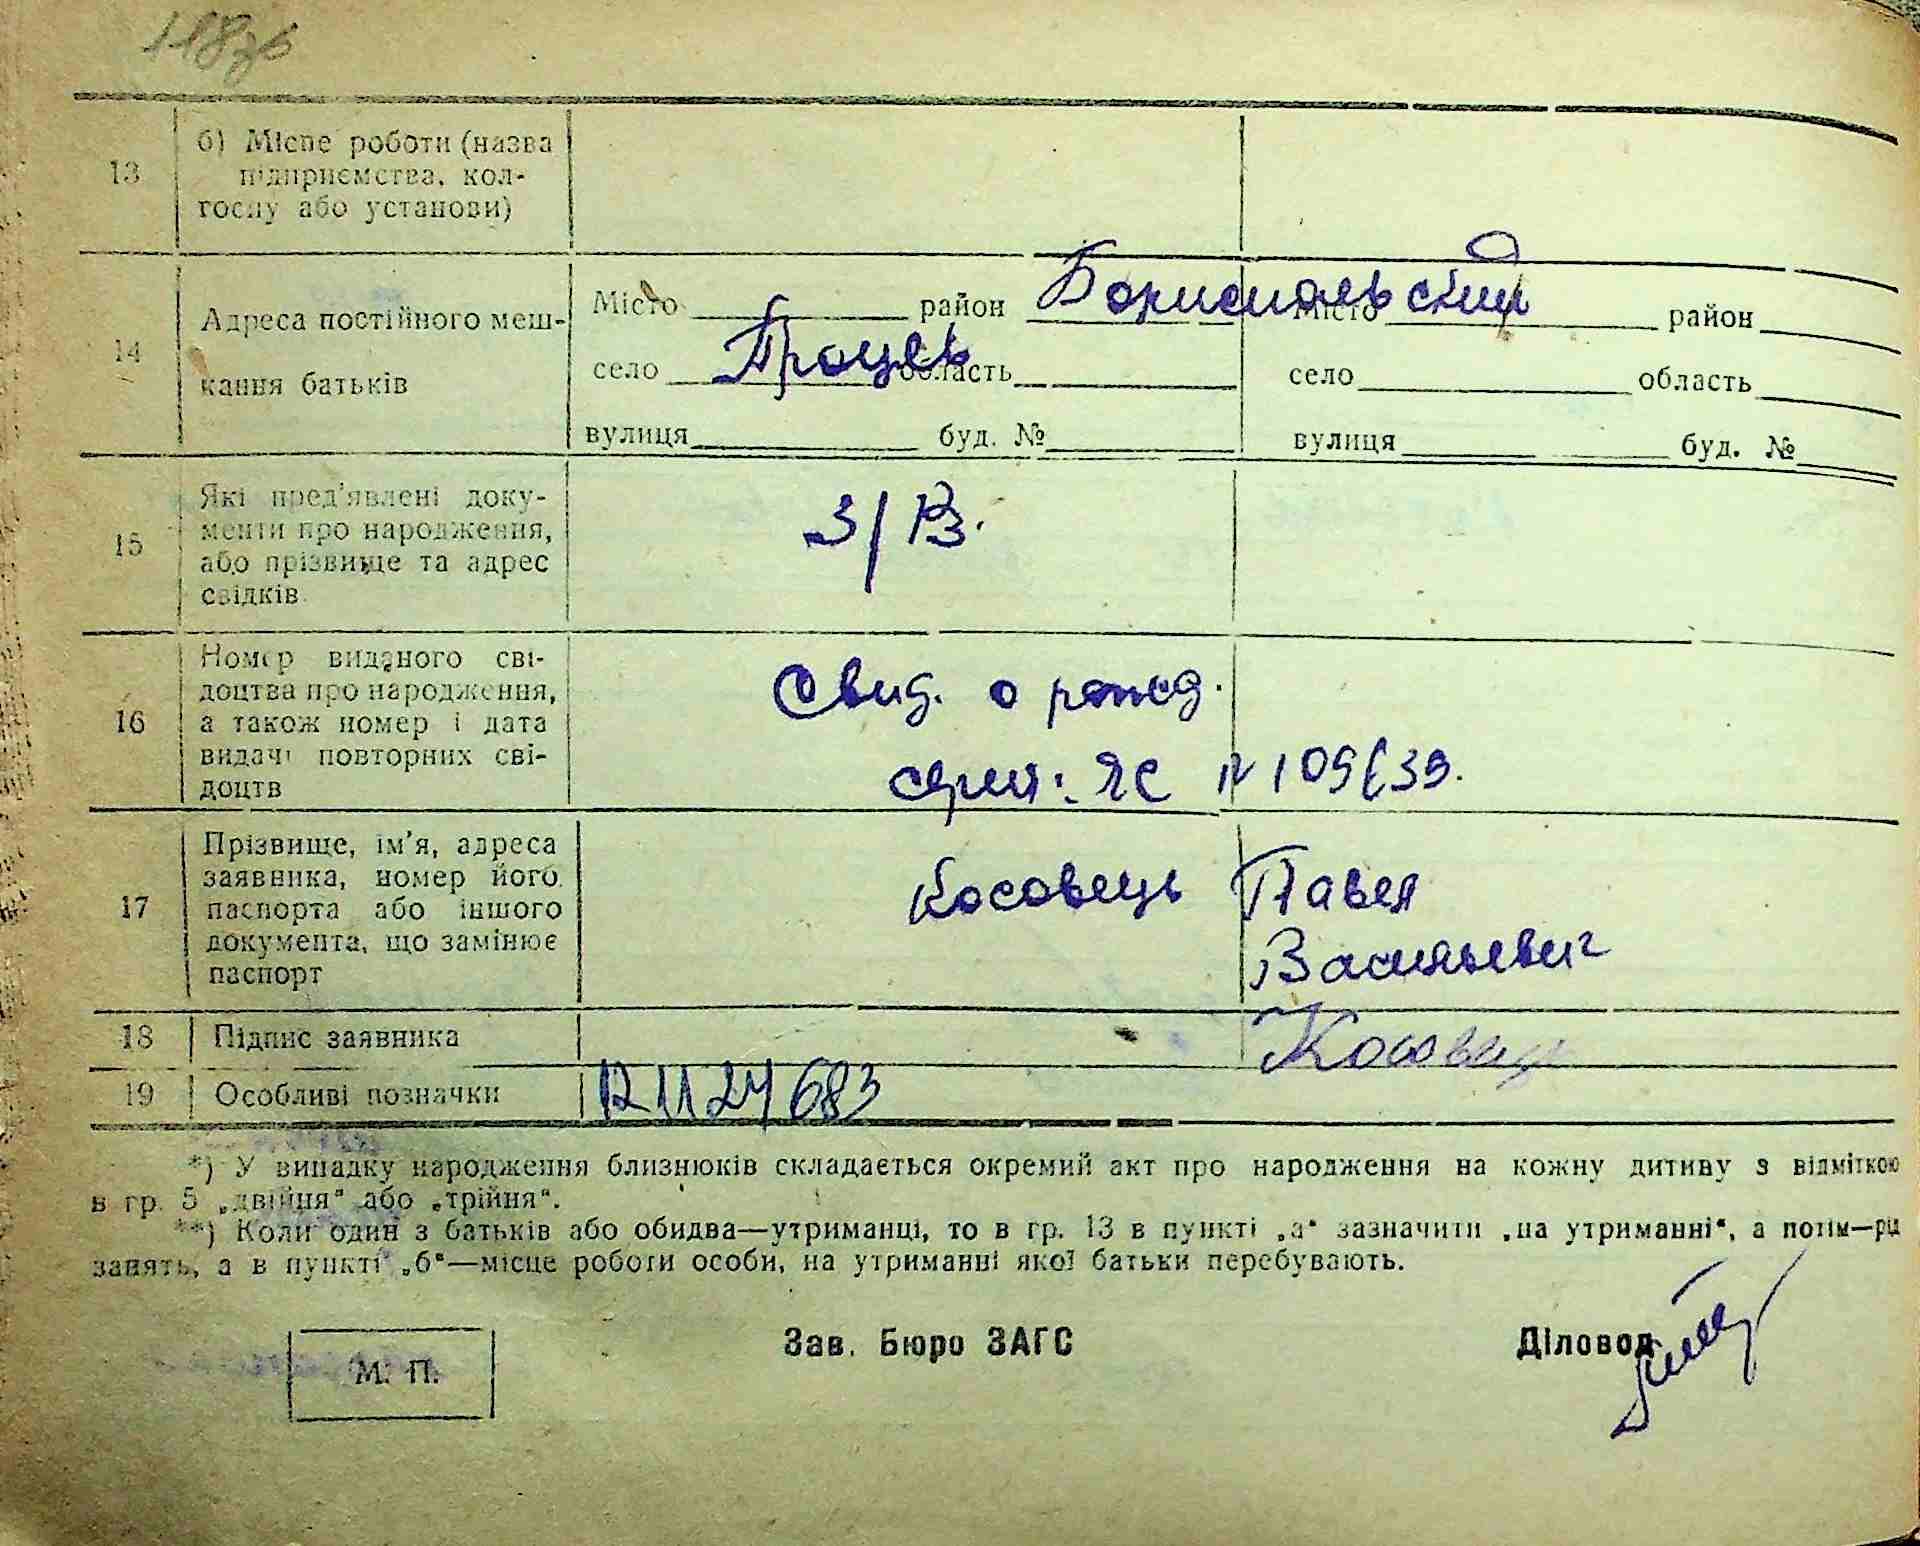 118зв
13 б) Місце роботи (назва
підприємства, кол-
госпу або установи)
14 Адреса постійного меш-
кання батьків
Місто район Бориспольский Місто район
село Процев область село область
вулиця буд. № вулиця буд. №
15 Які пред'явлені доку-
менти про народження,
або прізвище та адрес
свідків
З/Вз.
16 Номер виданого сві-
доцтва про народження,
а також номер і дата
видачі повторних сві-
доцтв
Свид. о рожд.
серия: ЯС №
17 Прізвище, ім'я, адреса
заявника, номер його
паспорта або іншого
документа, що замінює
паспорт
Косовець Павел
Васильевич
18 Підпис заявника
19 Особливі позначки
*) У випадку народження близнюків складається окремий акт про народження на кожну дитину з відміткою
в гр. 5 „двійня“ або „трійня“.
**) Коли один з батьків або обидва—утриманці, то в гр. 13 в пункті „а“ зазначити „на утриманні“, а потім—рід
занять, а в пункті „б“—місце роботи особи, на утриманні якої батьки перебувають.
Зав. Бюро ЗАГС Діловод
М. П.